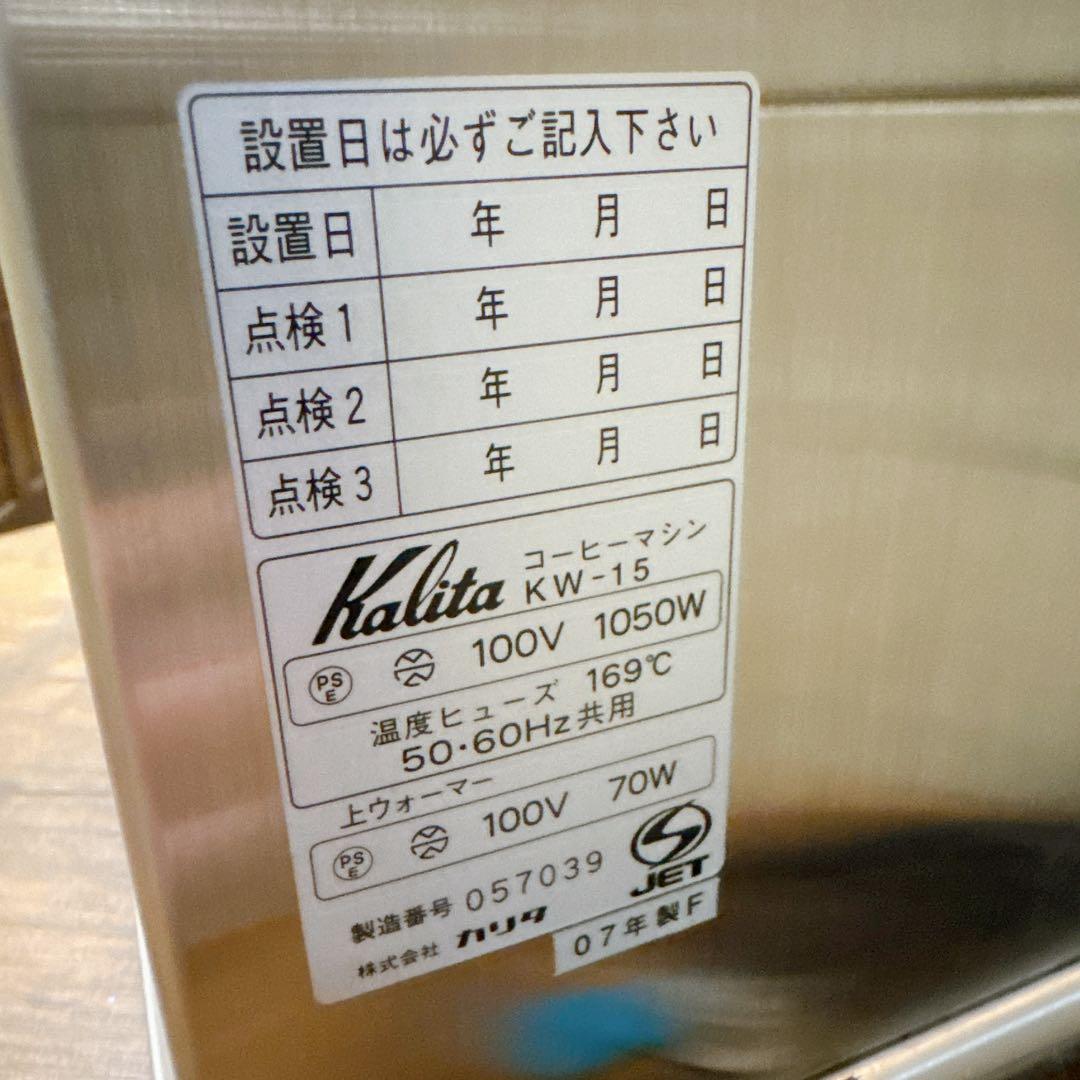 設置日は必ずご記入下さい
設置日 年 月 日
点検1 年 月 日
点検2 年 月 日
点検3 年 月 日
Kalita コーヒーマシン
KW-15
PSE 100V 1050W
温度ヒューズ 169℃
50・60Hz共用
上ウォーマー
PSE 100V 70W
製造番号 057039
JET
株式会社 カリタ
07年製F